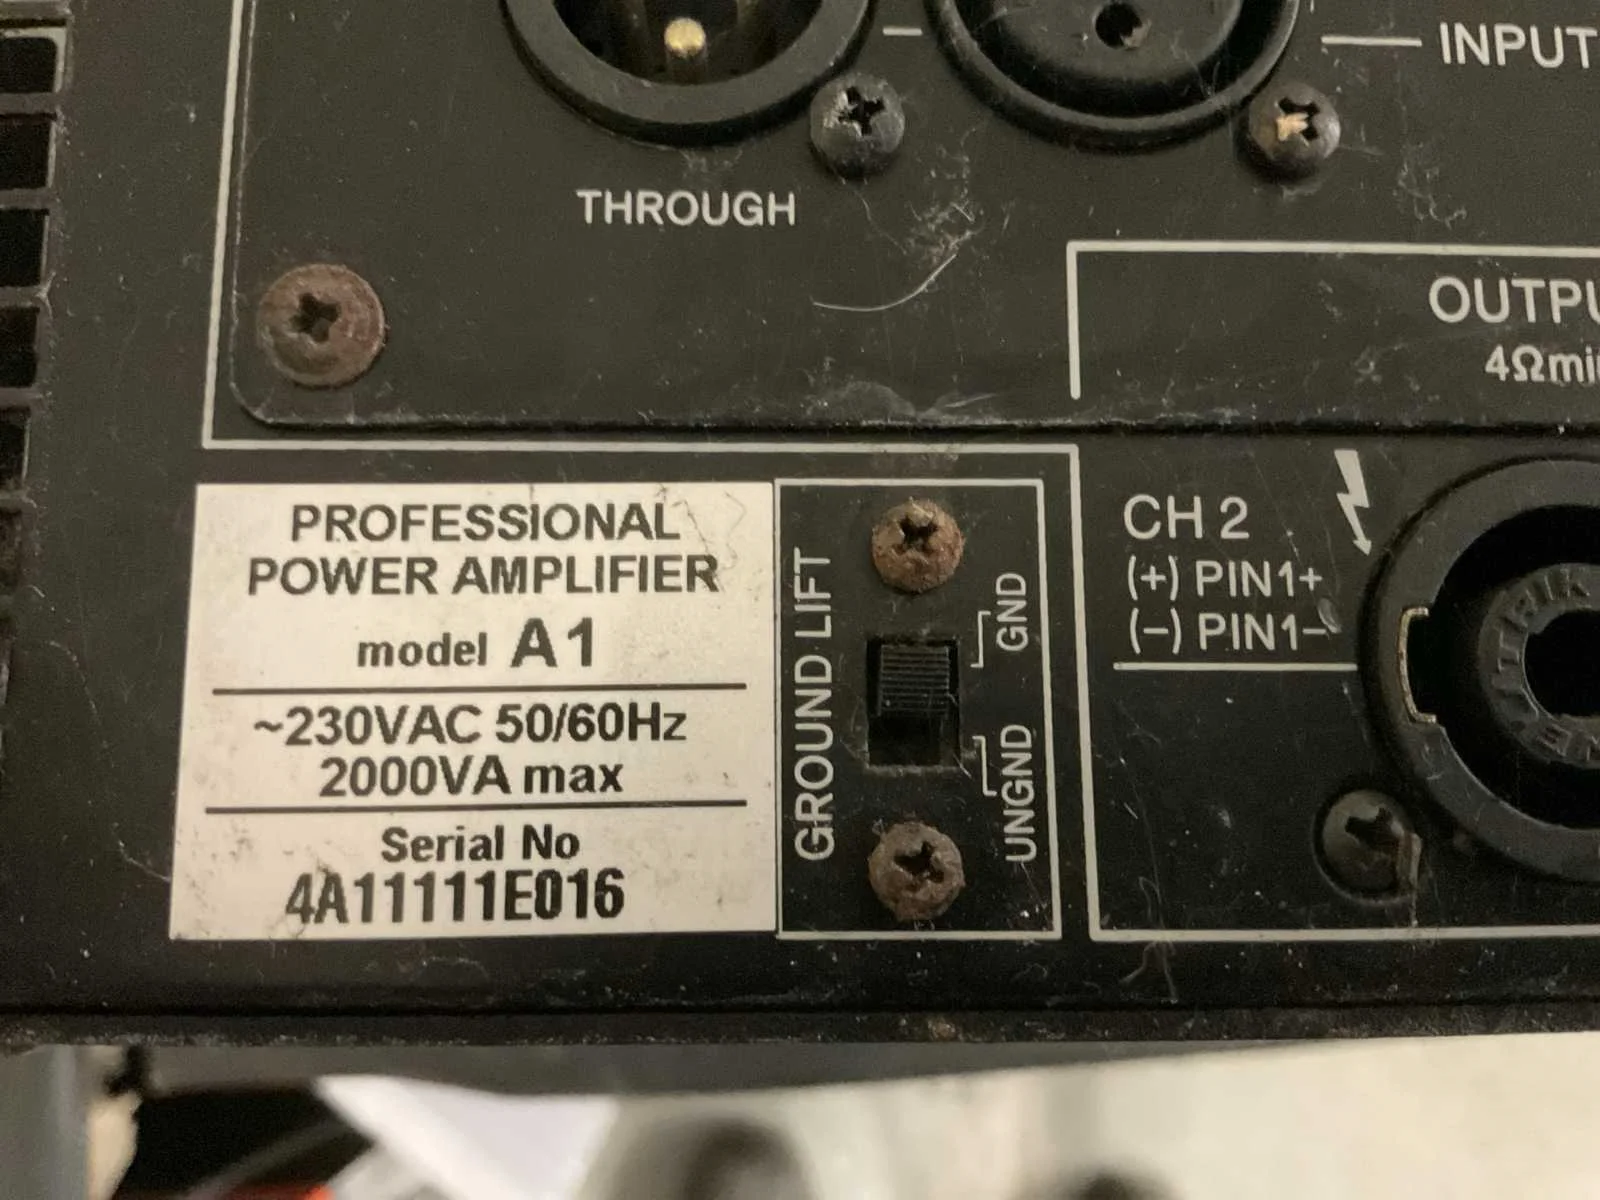 INPUT
THROUGH
OUTPU
4Ωmi
PROFESSIONAL
POWER AMPLIFIER
model A1
~230VAC 50/60Hz
2000VA max
Serial No
4A11111E016
GROUND LIFT
GND
UNGND
CH 2
(+) PIN1+
(−) PIN1−
NEUTRIK